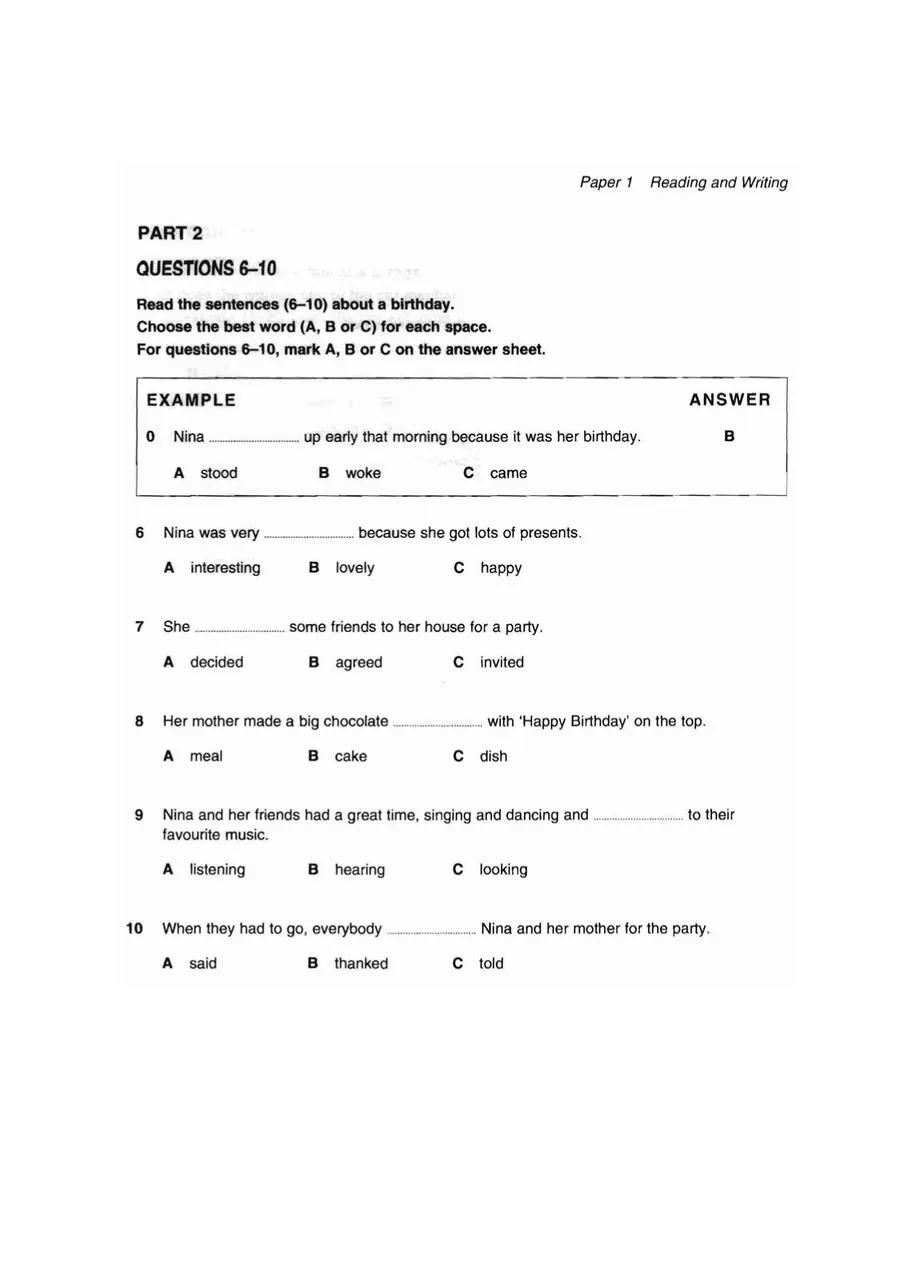 Paper 1 Reading and Writing
PART 2
QUESTIONS 6–10
Read the sentences (6–10) about a birthday.
Choose the best word (A, B or C) for each space.
For questions 6–10, mark A, B or C on the answer sheet.
EXAMPLE ANSWER
0 Nina .................................. up early that morning because it was her birthday. B
A stood B woke C came
6 Nina was very .................................. because she got lots of presents.
A interesting B lovely C happy
7 She .................................. some friends to her house for a party.
A decided B agreed C invited
8 Her mother made a big chocolate .................................. with ‘Happy Birthday’ on the top.
A meal B cake C dish
9 Nina and her friends had a great time, singing and dancing and .................................. to their
favourite music.
A listening B hearing C looking
10 When they had to go, everybody .................................. Nina and her mother for the party.
A said B thanked C told